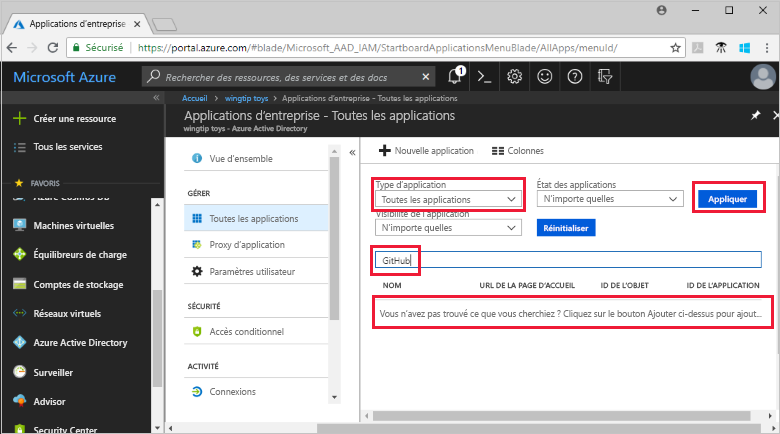 Applications d'entreprise
Sécurisé
https://portal.azure.com/#blade/Microsoft_AAD_IAM/StartboardApplicationsMenuBlade/AllApps/menuId/
Microsoft Azure
Rechercher des ressources, des services et des docs
1
Accueil > wingtip toys > Applications d'entreprise - Toutes les applications
Applications d'entreprise - Toutes les applications
wingtip toys - Azure Active Directory
Créer une ressource
Tous les services
FAVORIS
Azure Cosmos DB
Machines virtuelles
Équilibreurs de charge
Comptes de stockage
Réseaux virtuels
Azure Active Directory
Surveiller
Advisor
Security Center
Vue d'ensemble
GÉRER
Toutes les applications
Proxy d'application
Paramètres utilisateur
SÉCURITÉ
Accès conditionnel
ACTIVITÉ
Connexions
Nouvelle application
Colonnes
Type d'application
Toutes les applications
État des applications
N'importe quelles
Appliquer
Visibilité de l'application
N'importe quelles
Réinitialiser
GitHub
NOM URL DE LA PAGE D'ACCUEIL ID DE L'OBJET ID DE L'APPLICATION
Vous n'avez pas trouvé ce que vous cherchiez ? Cliquez sur le bouton Ajouter ci-dessus pour ajout...